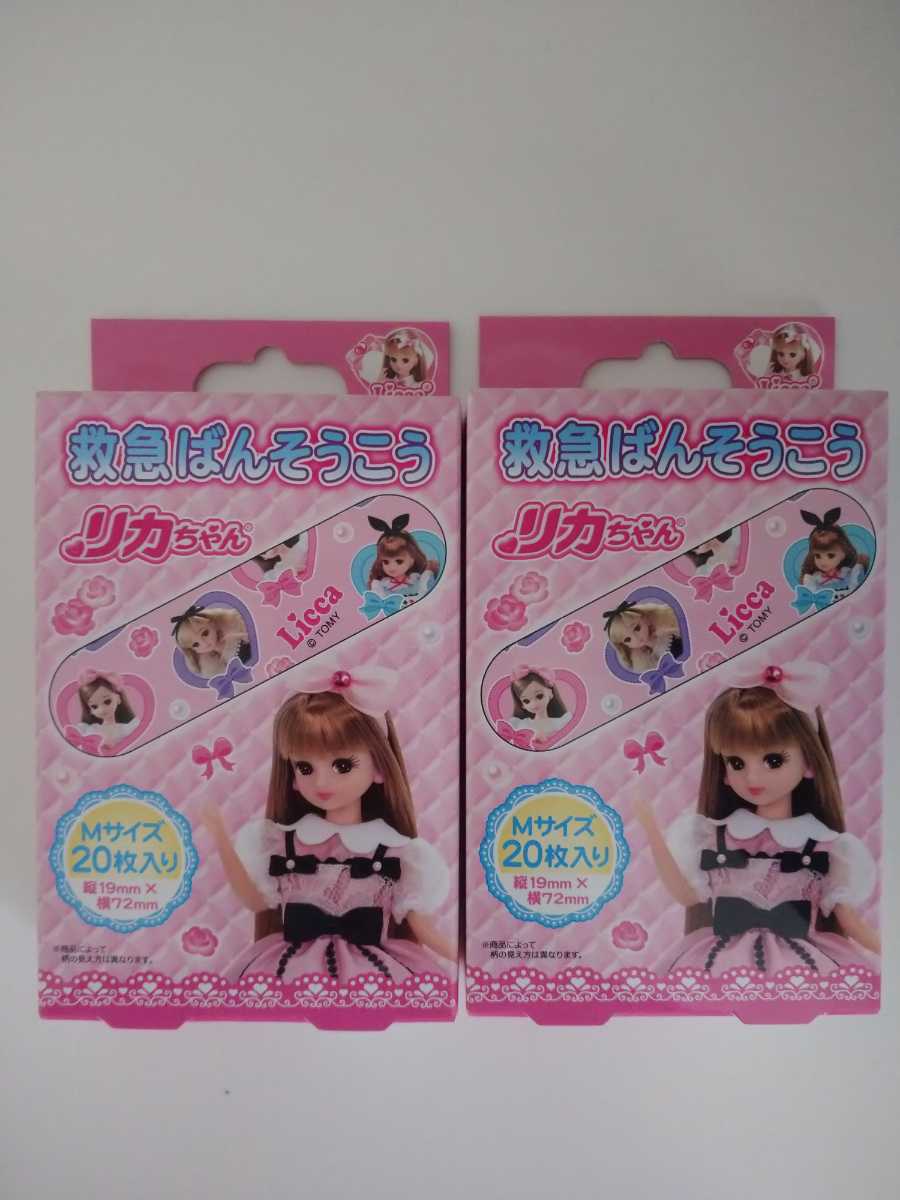 Licca
救急ばんそうこう
リカちゃん®
Licca
© TOMY
Mサイズ
20枚入り
縦19mm×
横72mm
※商品によって
柄の見え方は異なります。
Licca
救急ばんそうこう
リカちゃん®
Licca
© TOMY
Mサイズ
20枚入り
縦19mm×
横72mm
※商品によって
柄の見え方は異なります。